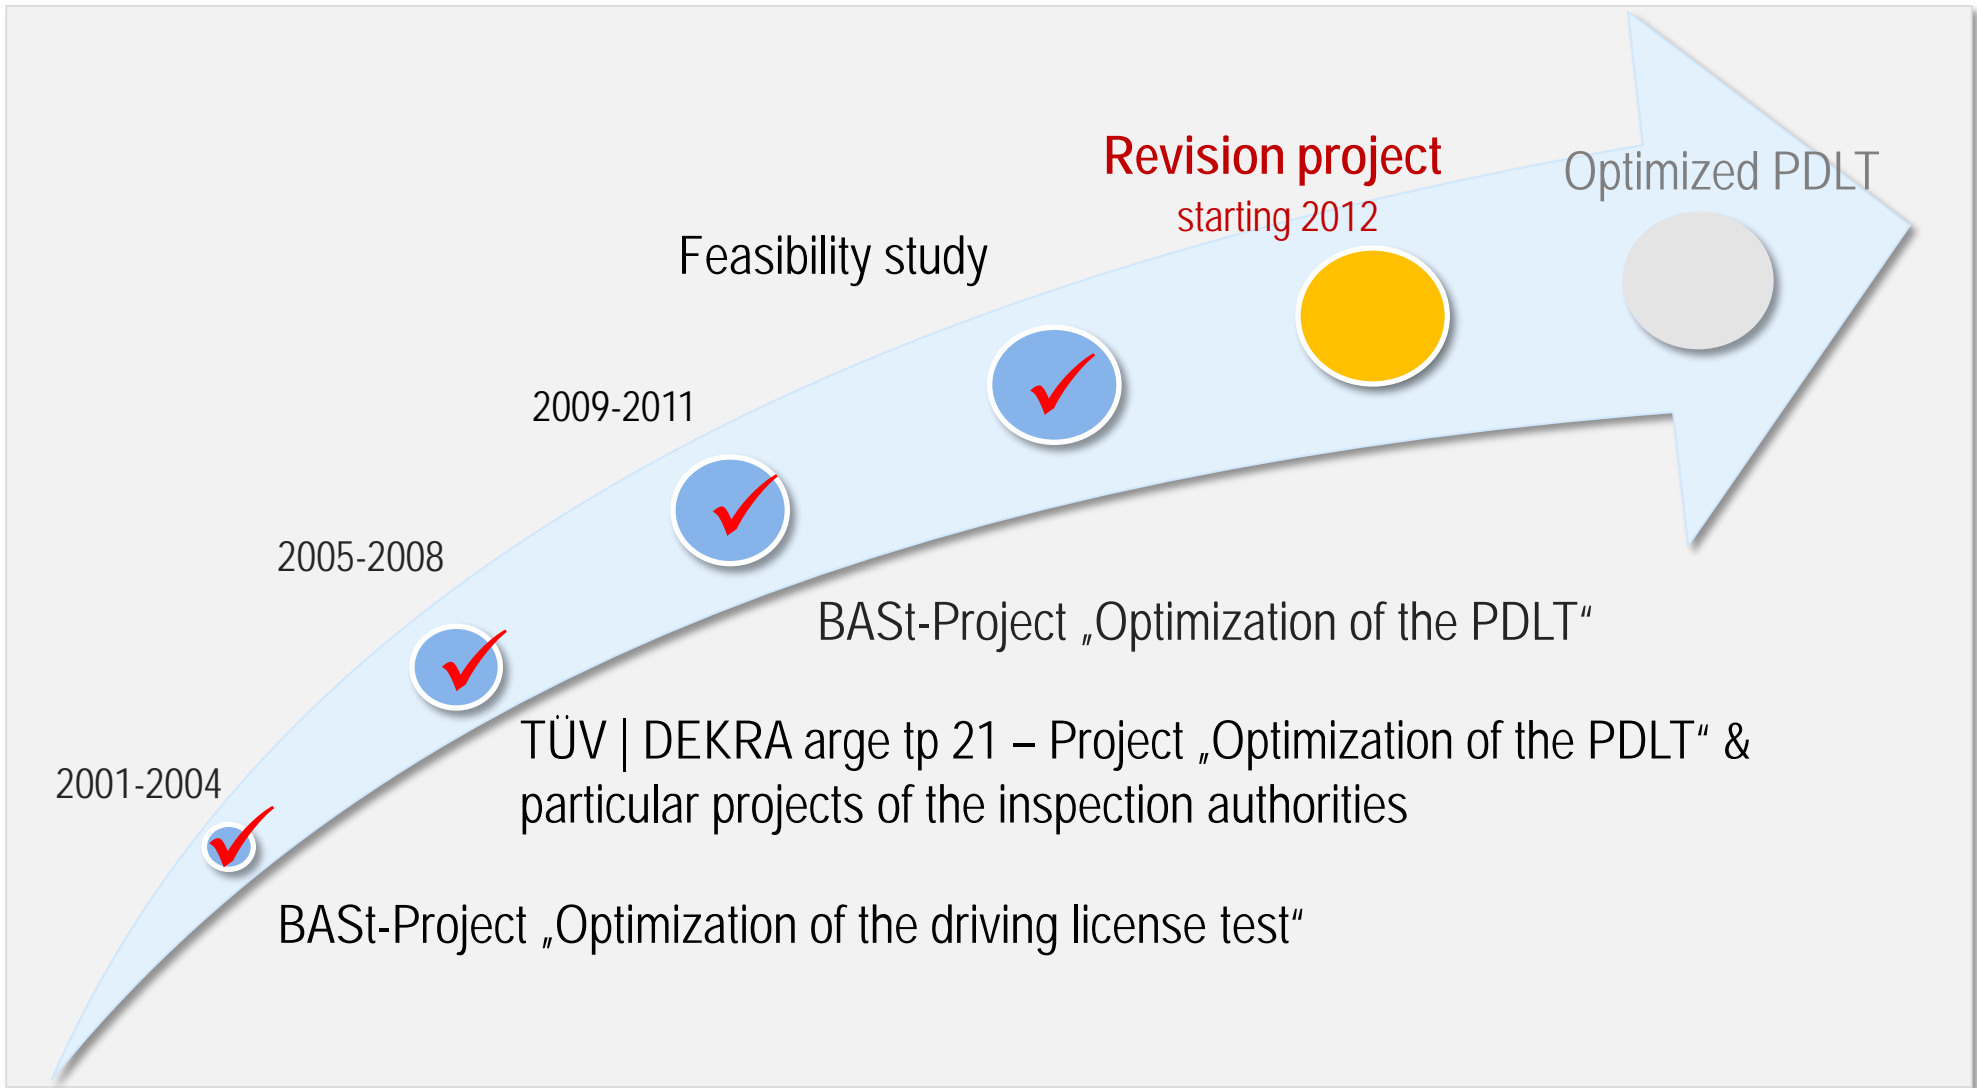 Revision project
starting 2012
Optimized PDLT
Feasibility study
2009-2011
2005-2008
BASt-Project „Optimization of the PDLT“
TÜV | DEKRA arge tp 21 – Project „Optimization of the PDLT“ &
particular projects of the inspection authorities
2001-2004
BASt-Project „Optimization of the driving license test“